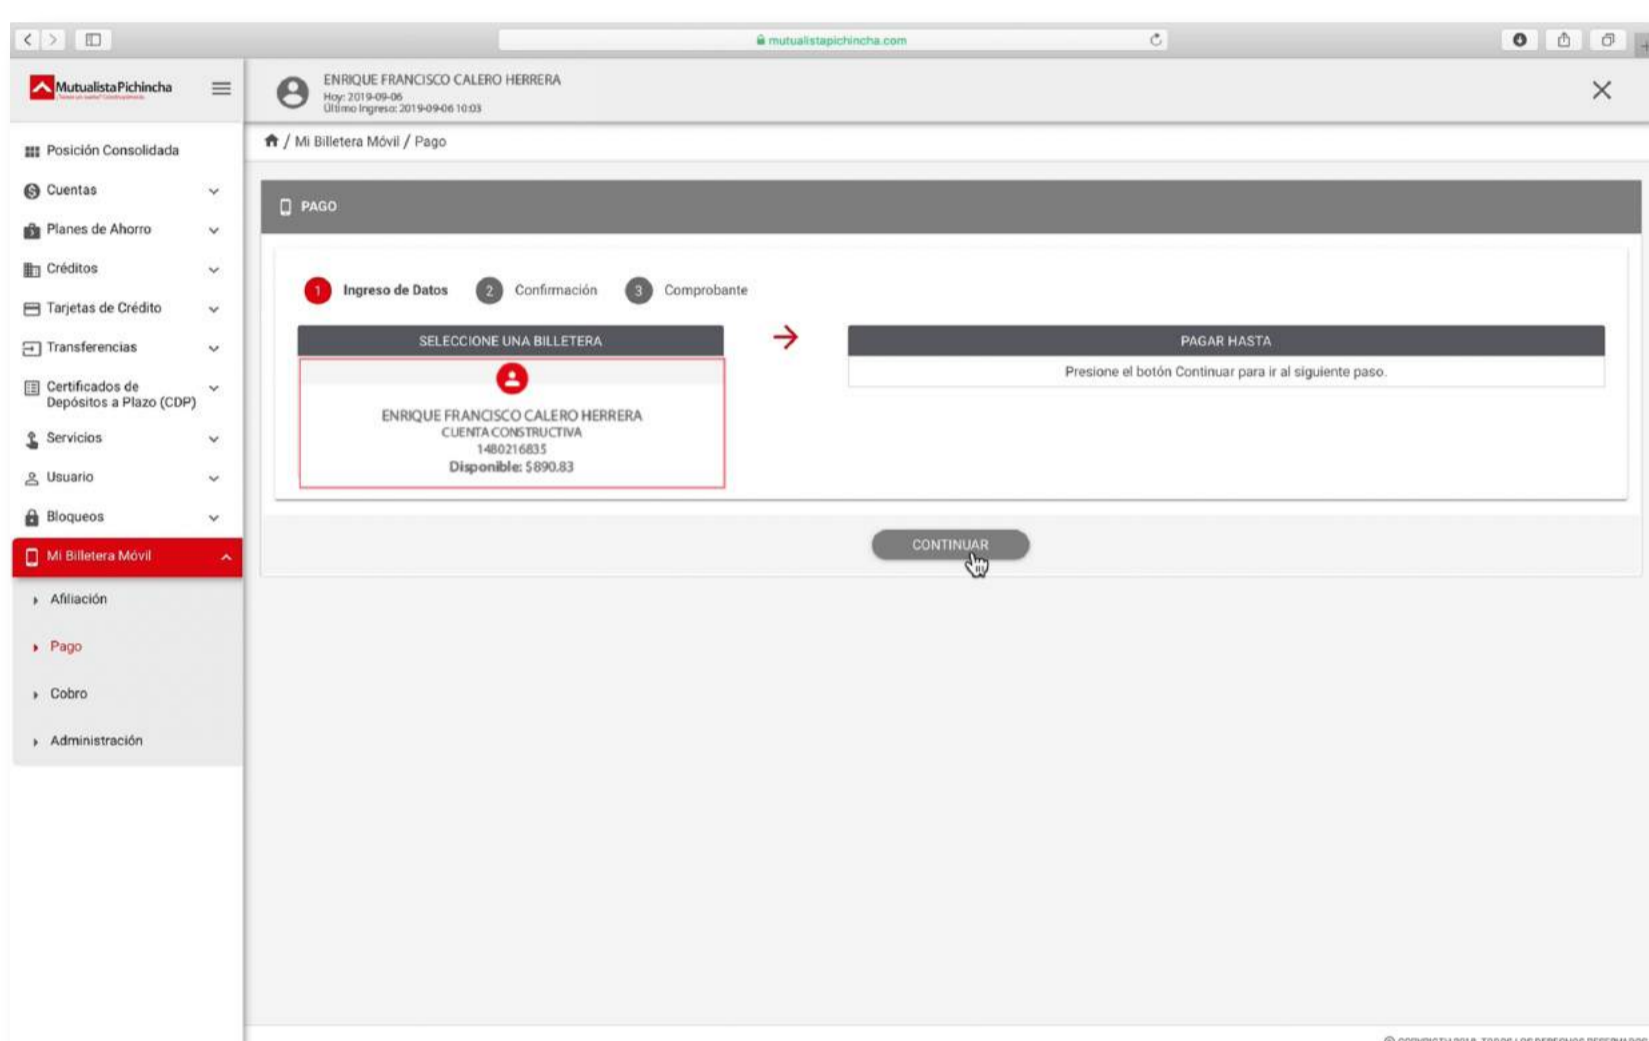 mutualistapichincha.com
MutualistaPichincha
ENRIQUE FRANCISCO CALERO HERRERA
Hoy: 2019-09-06
Último Ingreso: 2019-09-06 10:03
/ Mi Billetera Móvil / Pago
Posición Consolidada
Cuentas
Planes de Ahorro
Créditos
Tarjetas de Crédito
Transferencias
Certificados de
Depósitos a Plazo (CDP)
Servicios
Usuario
Bloqueos
Mi Billetera Móvil
Afiliación
Pago
Cobro
Administración
PAGO
1 Ingreso de Datos 2 Confirmación 3 Comprobante
SELECCIONE UNA BILLETERA
ENRIQUE FRANCISCO CALERO HERRERA
CUENTA CONSTRUCTIVA
1480216835
Disponible: $890.83
PAGAR HASTA
Presione el botón Continuar para ir al siguiente paso.
CONTINUAR